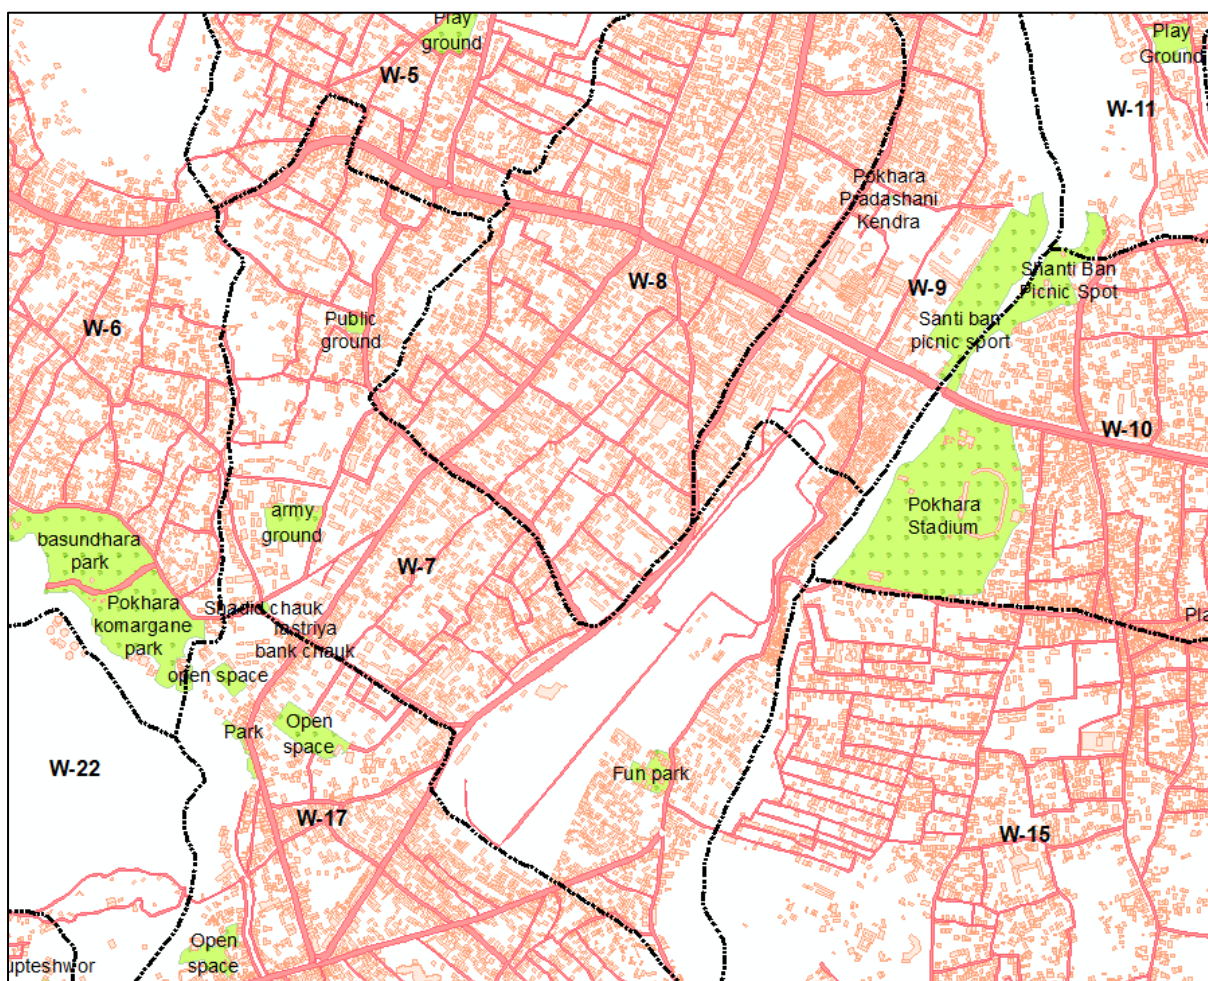 Play
ground
W-5
Play
Ground
W-11
Pokhara
Pradashani
Kendra
W-8
W-9
Shanti Ban
Picnic Spot
Santi ban
picnic sport
W-6
Public
ground
W-10
Pokhara
Stadium
army
ground
basundhara
park
W-7
Pokhara
komargane
park
Shadid chauk
rastriya
bank chauk
Pla
open space
Park
Open
space
W-22
Fun park
W-17
W-15
Open
space
upteshwor